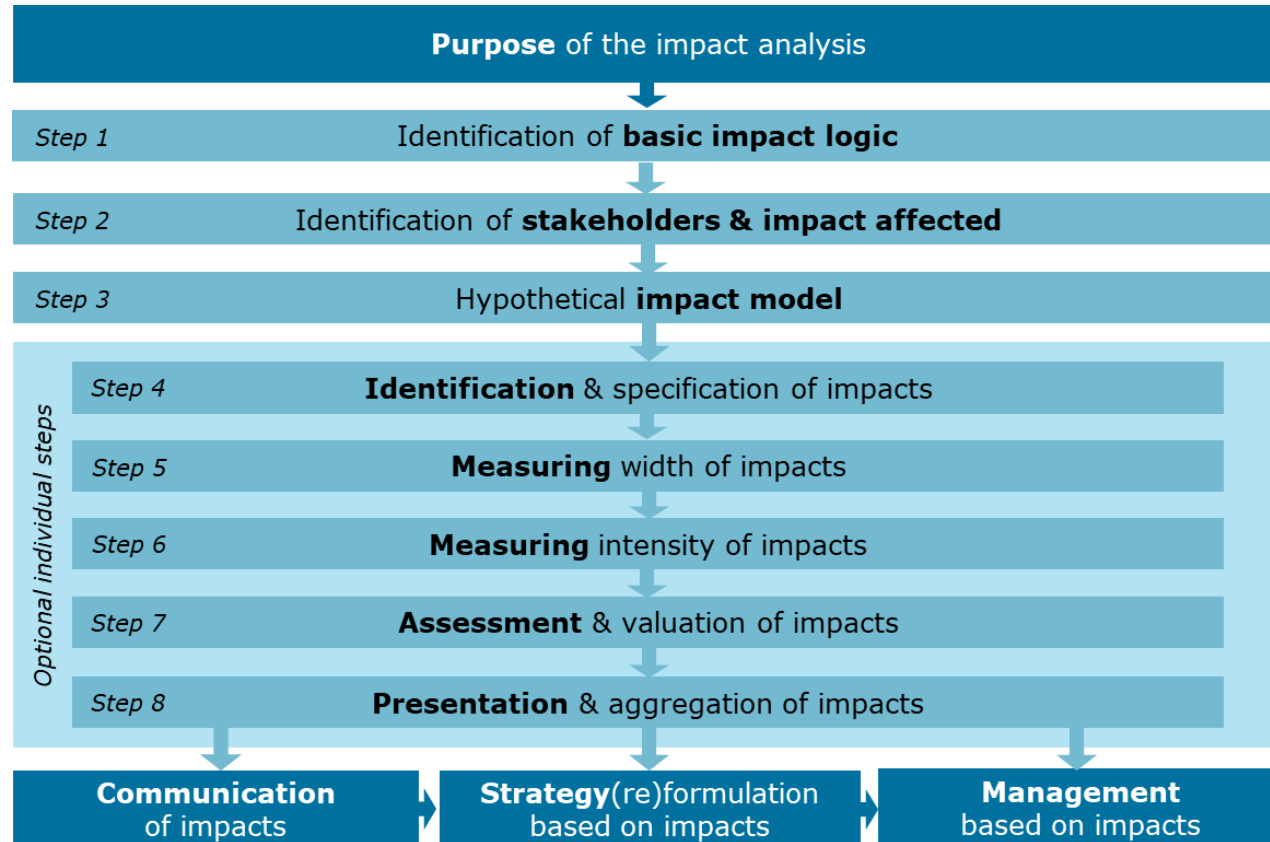 Purpose of the impact analysis
Step 1
Identification of basic impact logic
Step 2
Identification of stakeholders & impact affected
Step 3
Hypothetical impact model
Optional individual steps
Step 4
Identification & specification of impacts
Step 5
Measuring width of impacts
Step 6
Measuring intensity of impacts
Step 7
Assessment & valuation of impacts
Step 8
Presentation & aggregation of impacts
Communication
of impacts
Strategy(re)formulation
based on impacts
Management
based on impacts